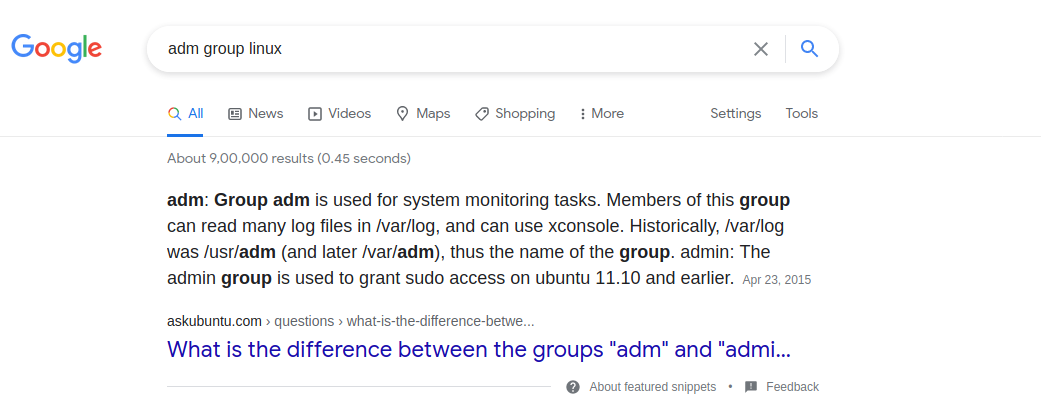 Google
adm group linux
All News Videos Maps Shopping More Settings Tools
About 9,00,000 results (0.45 seconds)
adm: Group adm is used for system monitoring tasks. Members of this group
can read many log files in /var/log, and can use xconsole. Historically, /var/log
was /usr/adm (and later /var/adm), thus the name of the group. admin: The
admin group is used to grant sudo access on ubuntu 11.10 and earlier. Apr 23, 2015
askubuntu.com › questions › what-is-the-difference-betwe...
What is the difference between the groups "adm" and "admi...
About featured snippets • Feedback